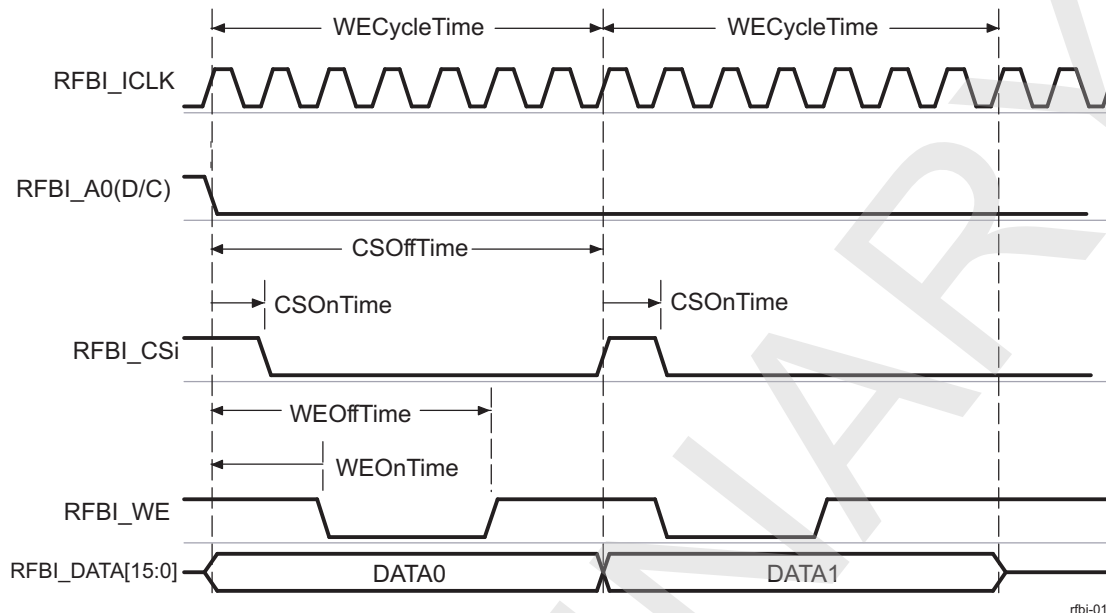 WECycleTime WECycleTime
RFBI_ICLK
RFBI_A0(D/C)
CSOffTime
CSOnTime CSOnTime
RFBI_CSi
WEOffTime
WEOnTime
RFBI_WE
RFBI_DATA[15:0] DATA0 DATA1
rfbi-01